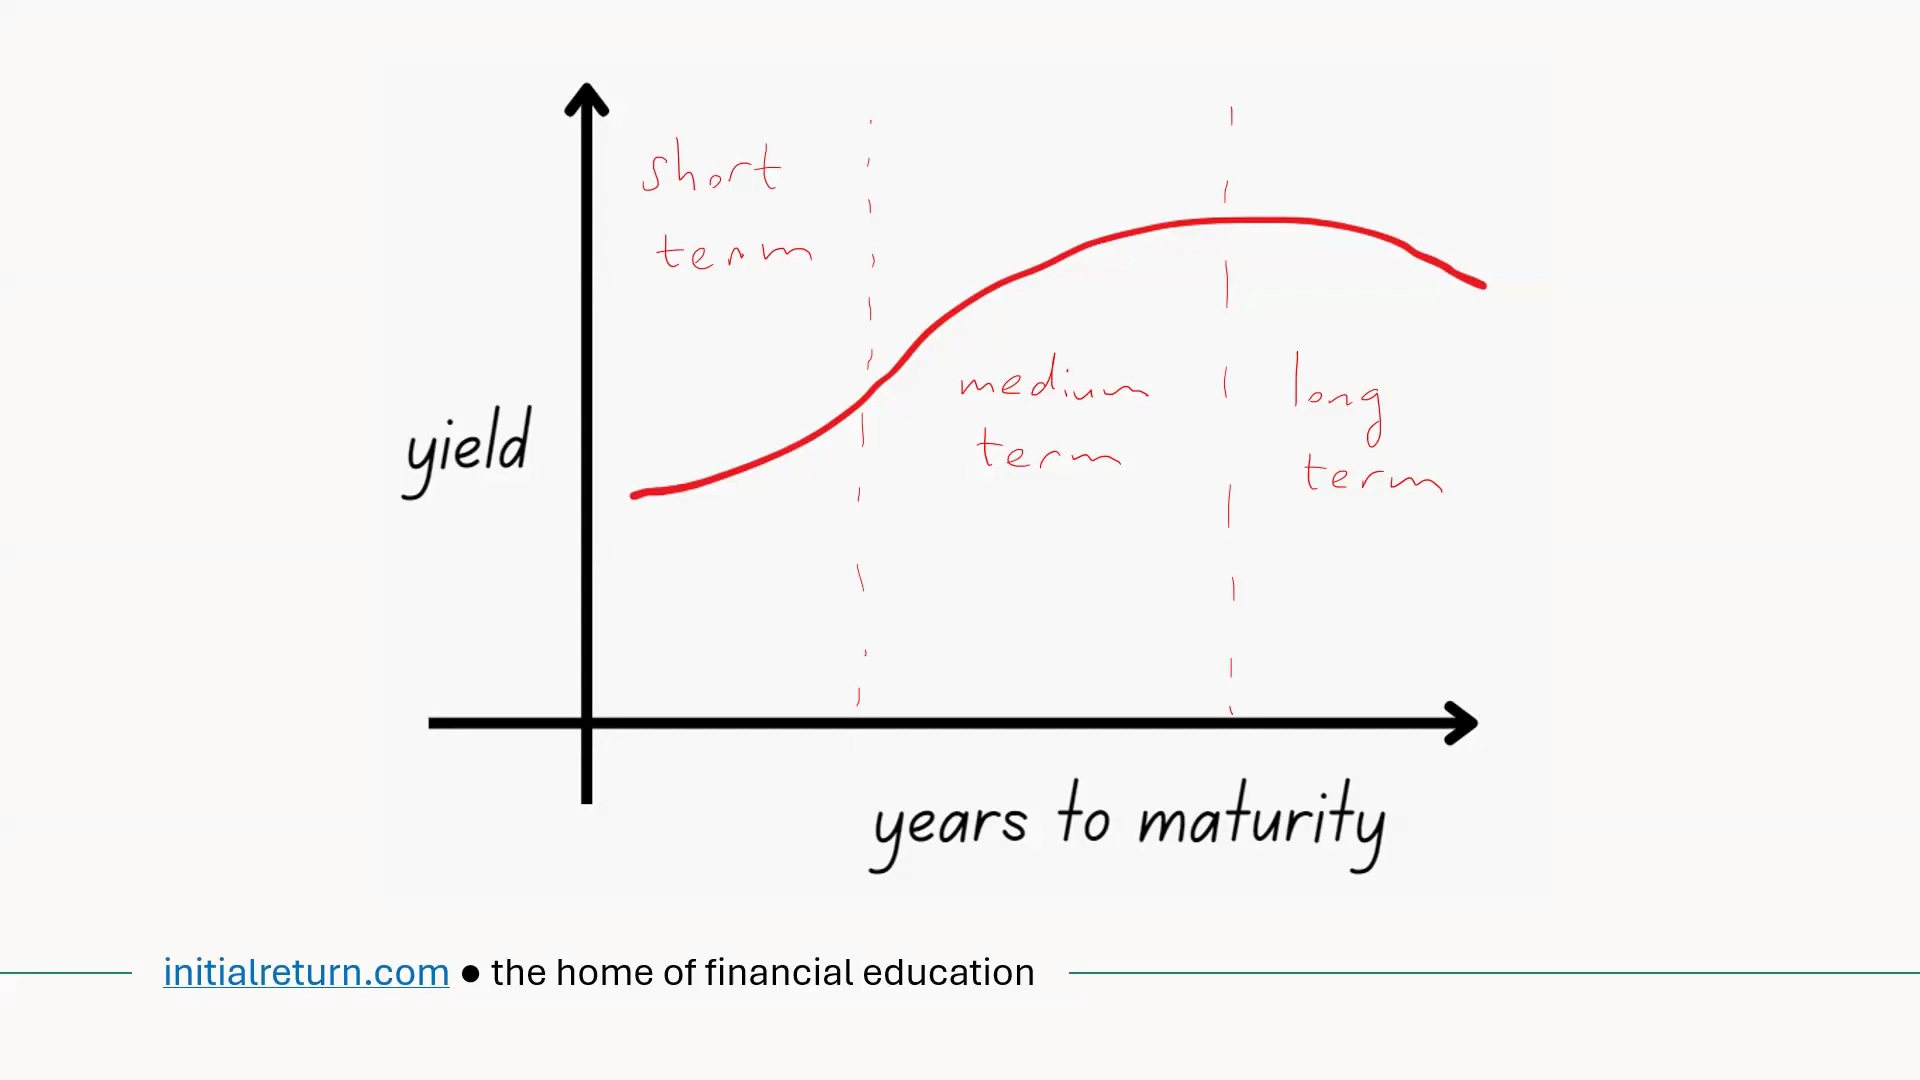 short
term
medium
term
long
term
yield
years to maturity
initialreturn.com ● the home of financial education